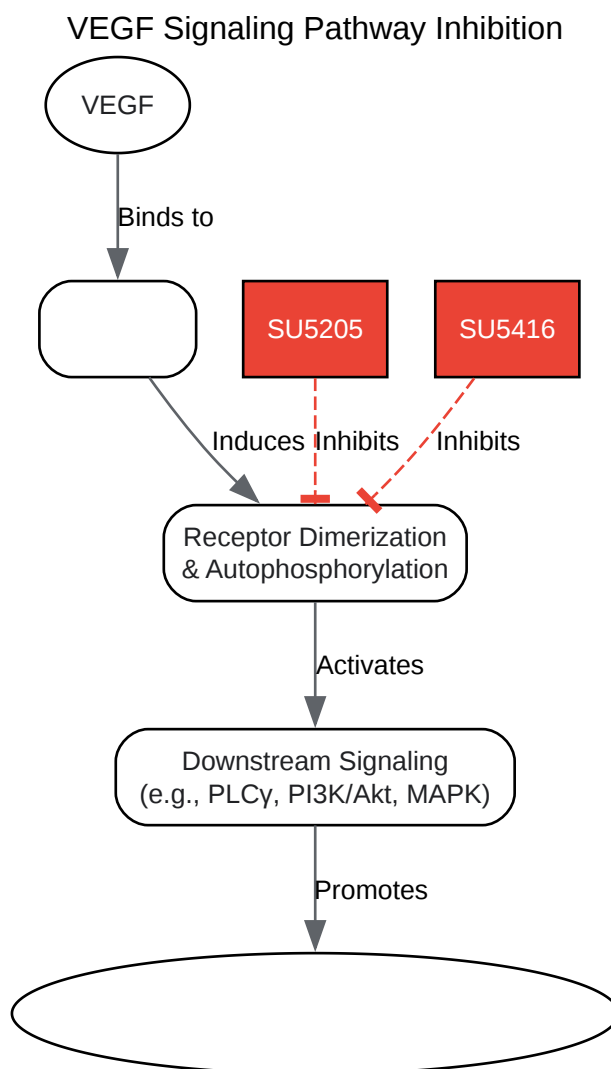 VEGF Signaling Pathway Inhibition
VEGF
Binds to
SU5205
SU5416
Induces
Inhibits
Inhibits
Receptor Dimerization
& Autophosphorylation
Activates
Downstream Signaling
(e.g., PLCγ, PI3K/Akt, MAPK)
Promotes